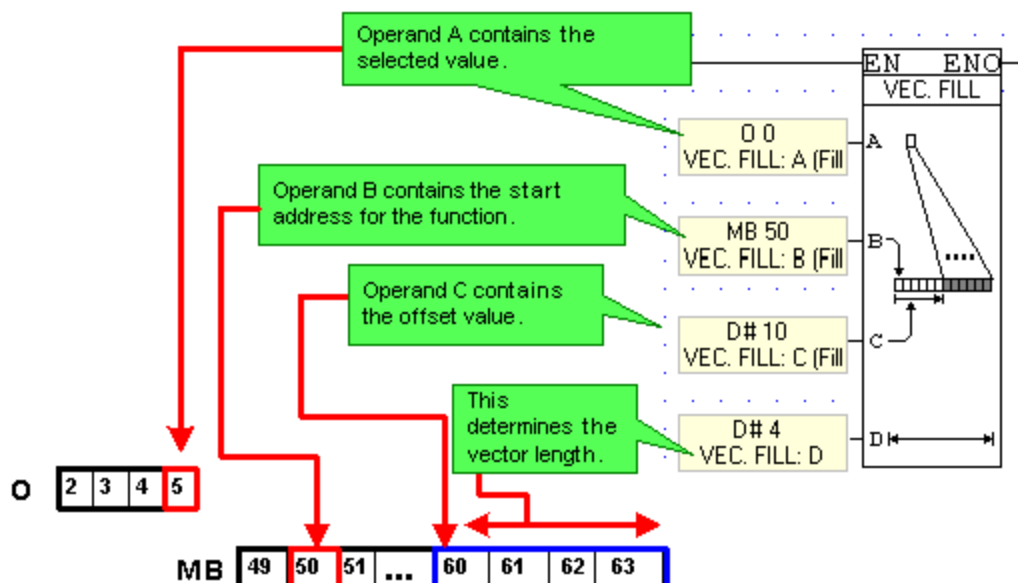 Operand A contains the
selected value.
EN ENO
VEC. FILL
O 0
VEC. FILL: A (Fill
A
Operand B contains the start
address for the function.
MB 50
VEC. FILL: B (Fill
B
Operand C contains
the offset value.
D# 10
VEC. FILL: C (Fill
C
This
determines the
vector length.
D# 4
VEC. FILL: D
D
O 2 3 4 5
MB 49 50 51 ... 60 61 62 63